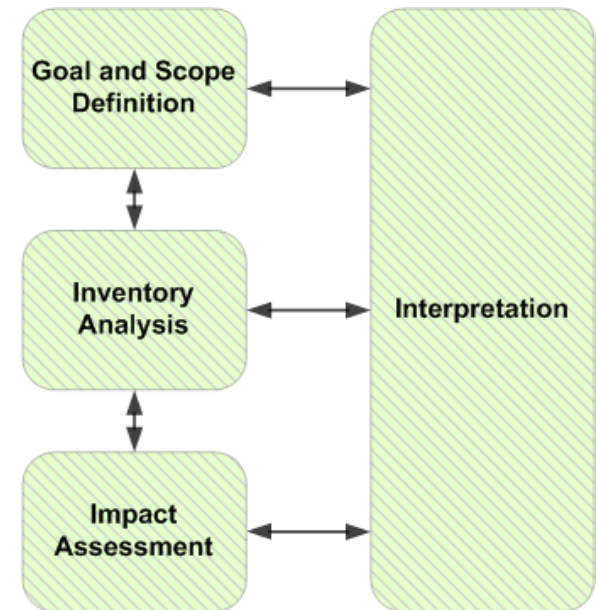 Goal and Scope
Definition
Inventory
Analysis
Interpretation
Impact
Assessment